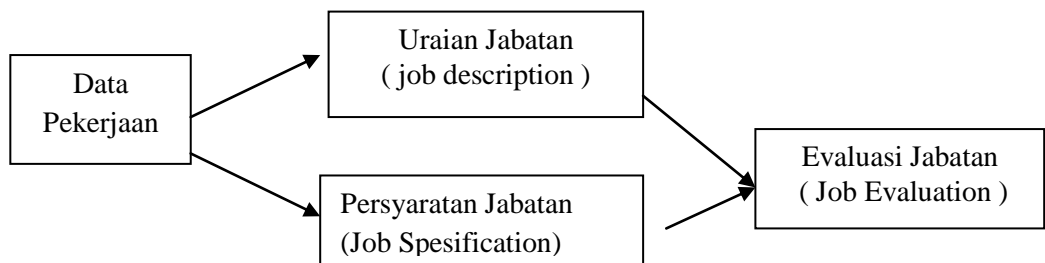 Data
Pekerjaan
Uraian Jabatan
( job description )
Persyaratan Jabatan
(Job Spesification)
Evaluasi Jabatan
( Job Evaluation )